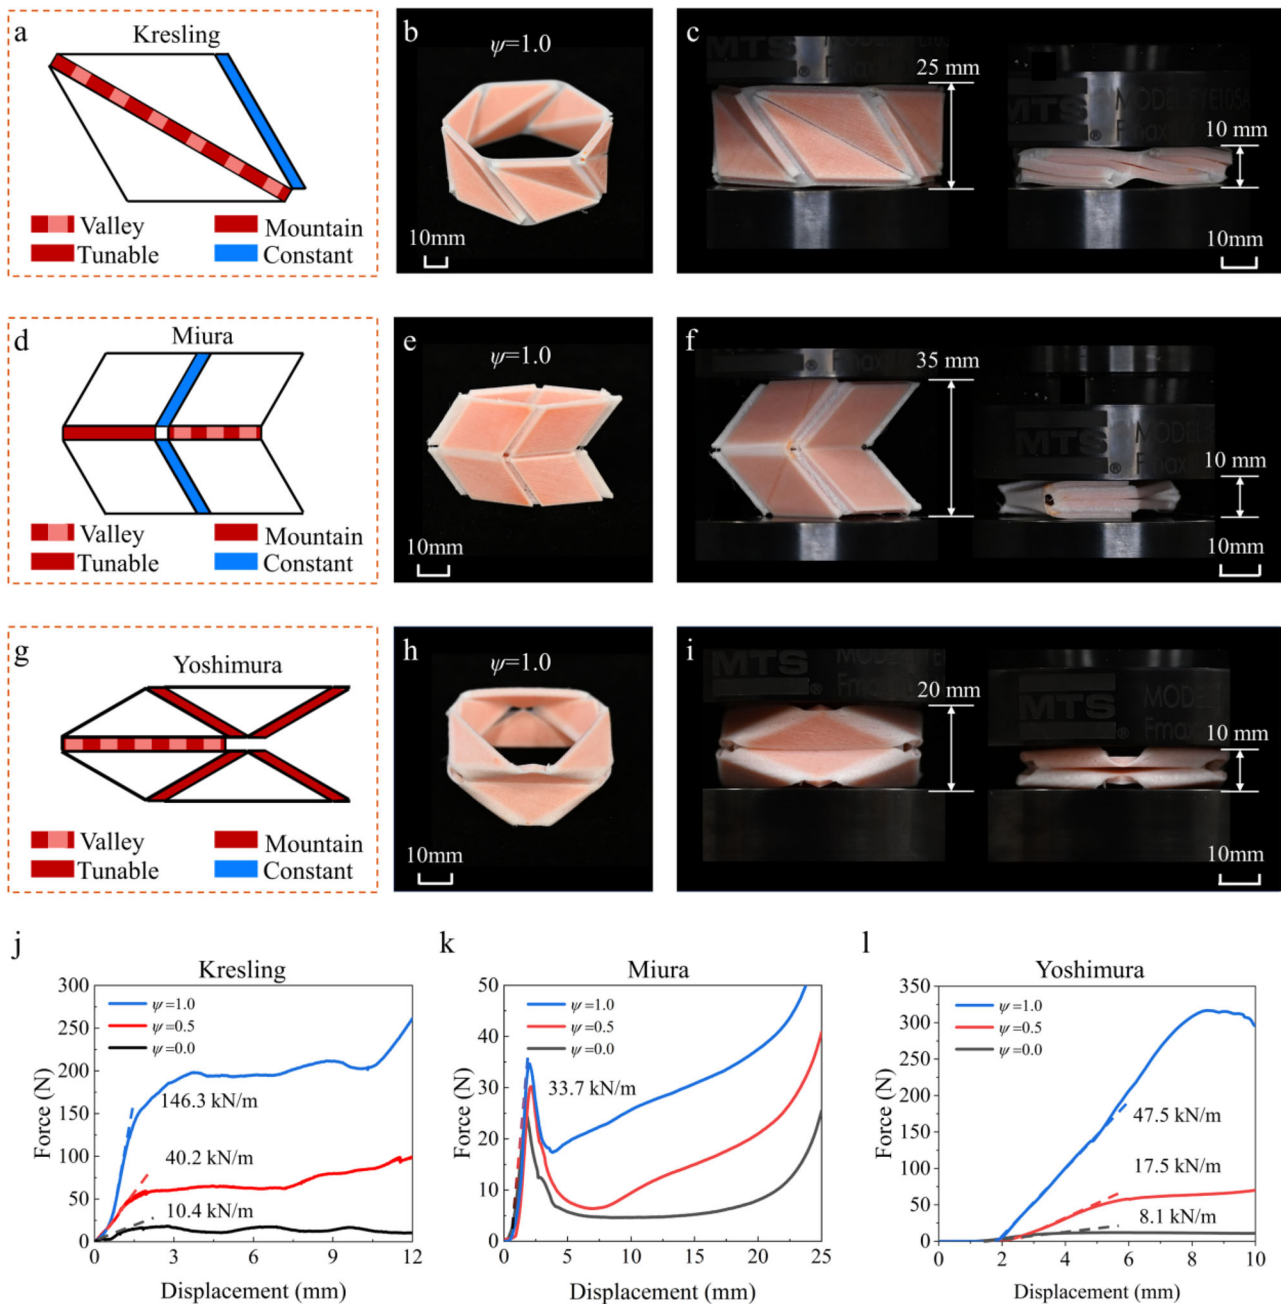 a
Kresling
Valley
Mountain
Tunable
Constant
b
ψ=1.0
10mm
c
25 mm
MTS
®
MTS
®
MODEL
10 mm
10mm
d
Miura
Valley
Mountain
Tunable
Constant
e
ψ=1.0
10mm
f
35 mm
MTS
®
MODEL
10 mm
10mm
g
Yoshimura
Valley
Mountain
Tunable
Constant
h
ψ=1.0
10mm
i
MTS
®
20 mm
MTS
®
MODEL
10 mm
10mm
j
Kresling
Force (N)
300
250
200
150
100
50
0
ψ=1.0
ψ=0.5
ψ=0.0
146.3 kN/m
40.2 kN/m
10.4 kN/m
0
3
6
9
12
Displacement (mm)
k
Miura
Force (N)
50
40
30
20
10
0
ψ=1.0
ψ=0.5
ψ=0.0
33.7 kN/m
0
5
10
15
20
25
Displacement (mm)
l
Yoshimura
Force (N)
350
300
250
200
150
100
50
0
ψ=1.0
ψ=0.5
ψ=0.0
47.5 kN/m
17.5 kN/m
8.1 kN/m
0
2
4
6
8
10
Displacement (mm)